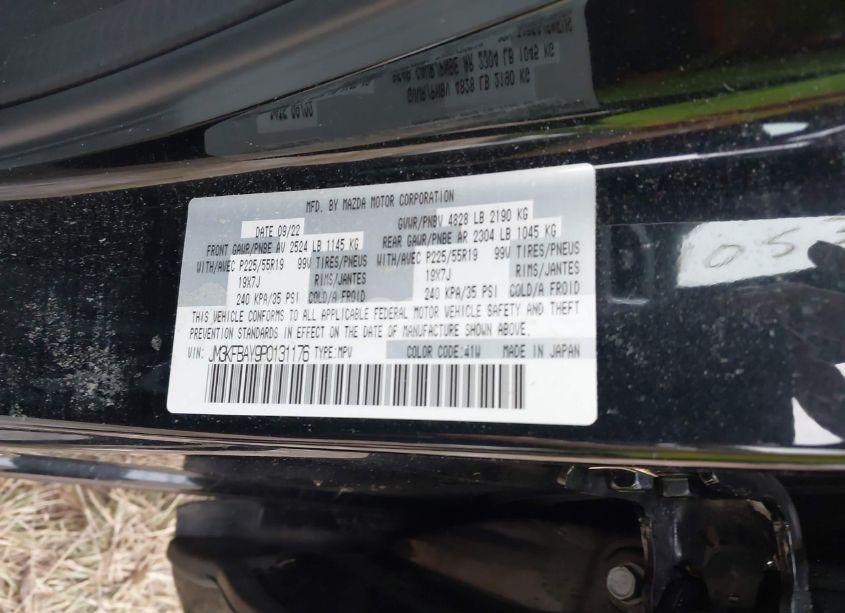 MFD. BY MAZDA MOTOR CORPORATION
DATE 09/22 GVWR/PNBV 4828 LB 2190 KG
FRONT GAWR/PNBE AV 2524 LB 1145 KG REAR GAWR/PNBE AR 2304 LB 1045 KG
WITH/AVEC P225/55R19 99V TIRES/PNEUS WITH/AVEC P225/55R19 99V TIRES/PNEUS
19X7J RIMS/JANTES 19X7J RIMS/JANTES
240 KPA/35 PSI COLD/A FROID 240 KPA/35 PSI COLD/A FROID
THIS VEHICLE CONFORMS TO ALL APPLICABLE FEDERAL MOTOR VEHICLE SAFETY AND THEFT
PREVENTION STANDARDS IN EFFECT ON THE DATE OF MANUFACTURE SHOWN ABOVE.
VIN: JM3KFBAY9P0131176 TYPE:MPV COLOR CODE:41W MADE IN JAPAN